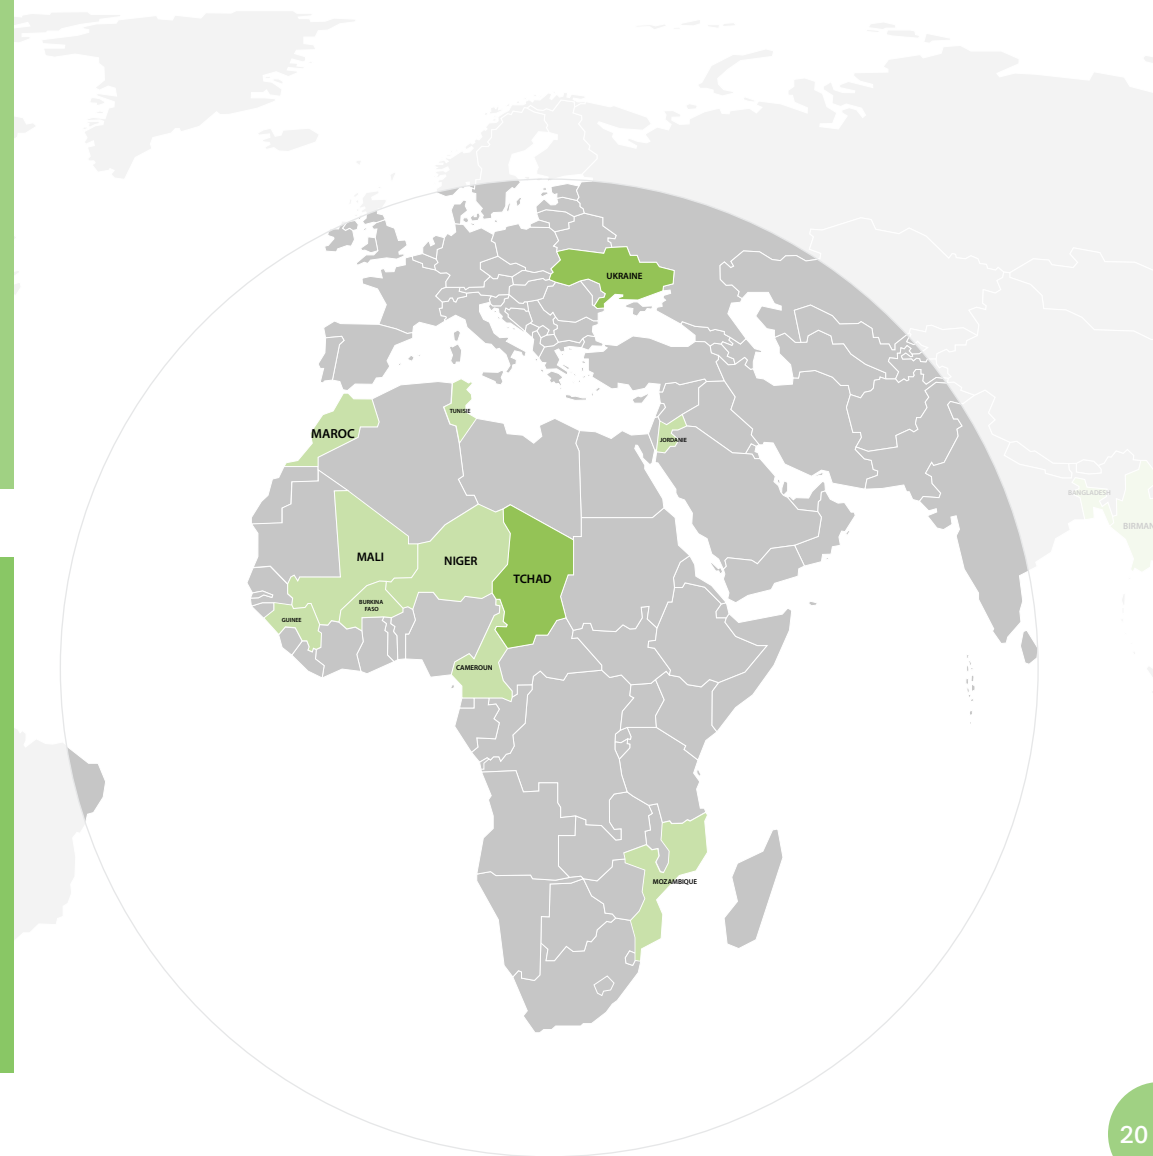 UKRAINE
TUNISIE
MAROC
JORDANIE
BANGLADESH
BIRMAN
MALI
NIGER
TCHAD
BURKINA
FASO
GUINEE
CAMEROUN
MOZAMBIQUE
20